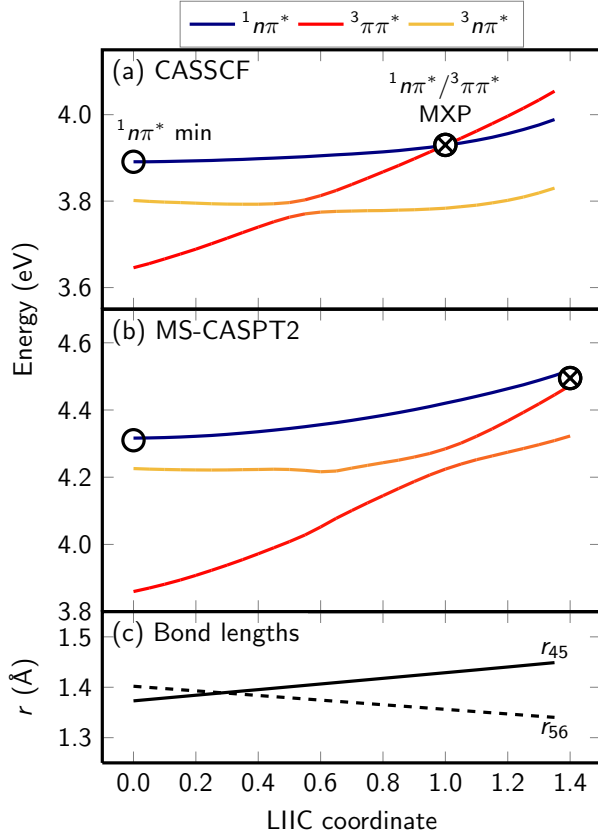 ¹nπ* ³ππ* ³nπ*
(a) CASSCF
¹nπ*/³ππ*
MXP
¹nπ* min
4.0
3.8
3.6
Energy (eV)
(b) MS-CASPT2
4.6
4.4
4.2
4.0
3.8
(c) Bond lengths
1.5
1.4
1.3
r (Å)
r₄₅
r₅₆
0.0 0.2 0.4 0.6 0.8 1.0 1.2 1.4
LIIC coordinate